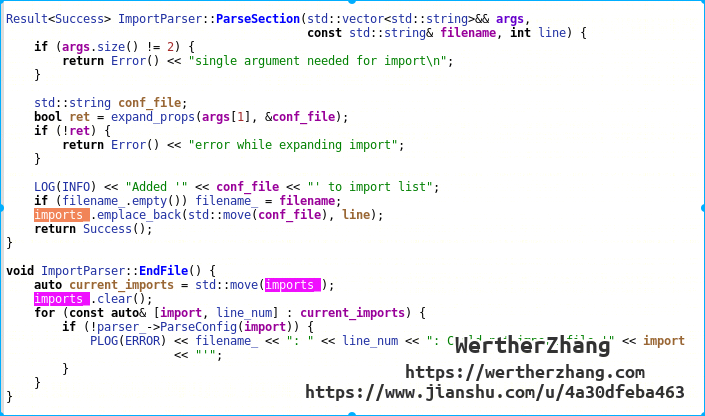 Result<Success> ImportParser::ParseSection(std::vector<std::string>&& args,
const std::string& filename, int line) {
if (args.size() != 2) {
return Error() << "single argument needed for import\n";
}
std::string conf_file;
bool ret = expand_props(args[1], &conf_file);
if (!ret) {
return Error() << "error while expanding import";
}
LOG(INFO) << "Added '" << conf_file << "' to import list";
if (filename_.empty()) filename_ = filename;
imports_.emplace_back(std::move(conf_file), line);
return Success();
}
void ImportParser::EndFile() {
auto current_imports = std::move(imports_);
imports_.clear();
for (const auto& [import, line_num] : current_imports) {
if (!parser_->ParseConfig(import)) {
PLOG(ERROR) << filename_ << ": " << line_num << ": '" << import
<< "'";
}
}
}
WertherZhang
https://wertherzhang.com
https://www.jianshu.com/u/4a30dfeba463